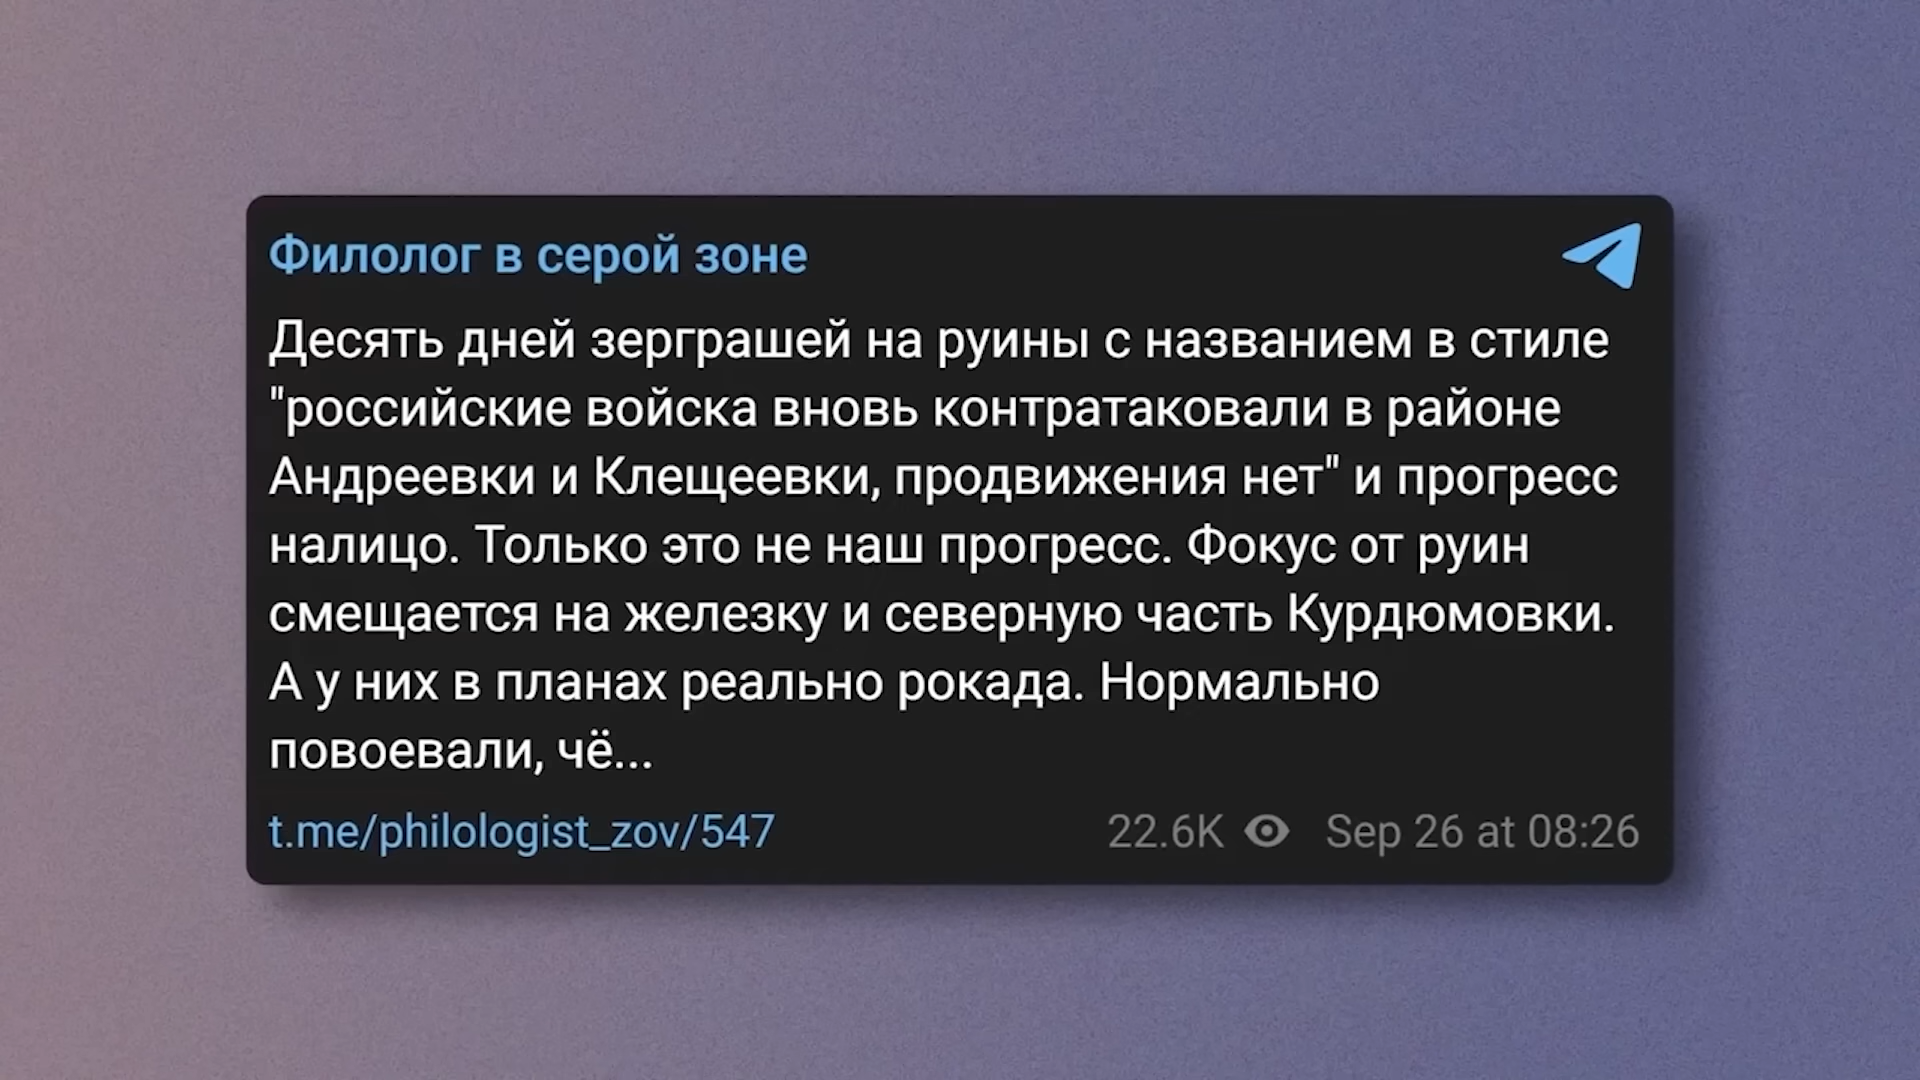 Филолог в серой зоне
Десять дней зерграшей на руины с названием в стиле
"российские войска вновь контратаковали в районе
Андреевки и Клещеевки, продвижения нет" и прогресс
налицо. Только это не наш прогресс. Фокус от руин
смещается на железку и северную часть Курдюмовки.
А у них в планах реально рокада. Нормально
повоевали, чё...
t.me/philologist_zov/547 22.6K Sep 26 at 08:26